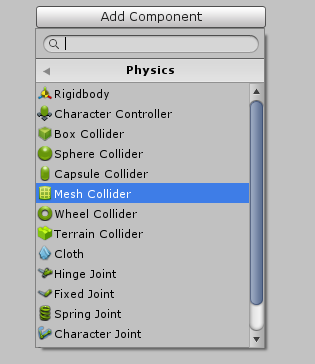 Add Component
Physics
Rigidbody
Character Controller
Box Collider
Sphere Collider
Capsule Collider
Mesh Collider
Wheel Collider
Terrain Collider
Cloth
Hinge Joint
Fixed Joint
Spring Joint
Character Joint